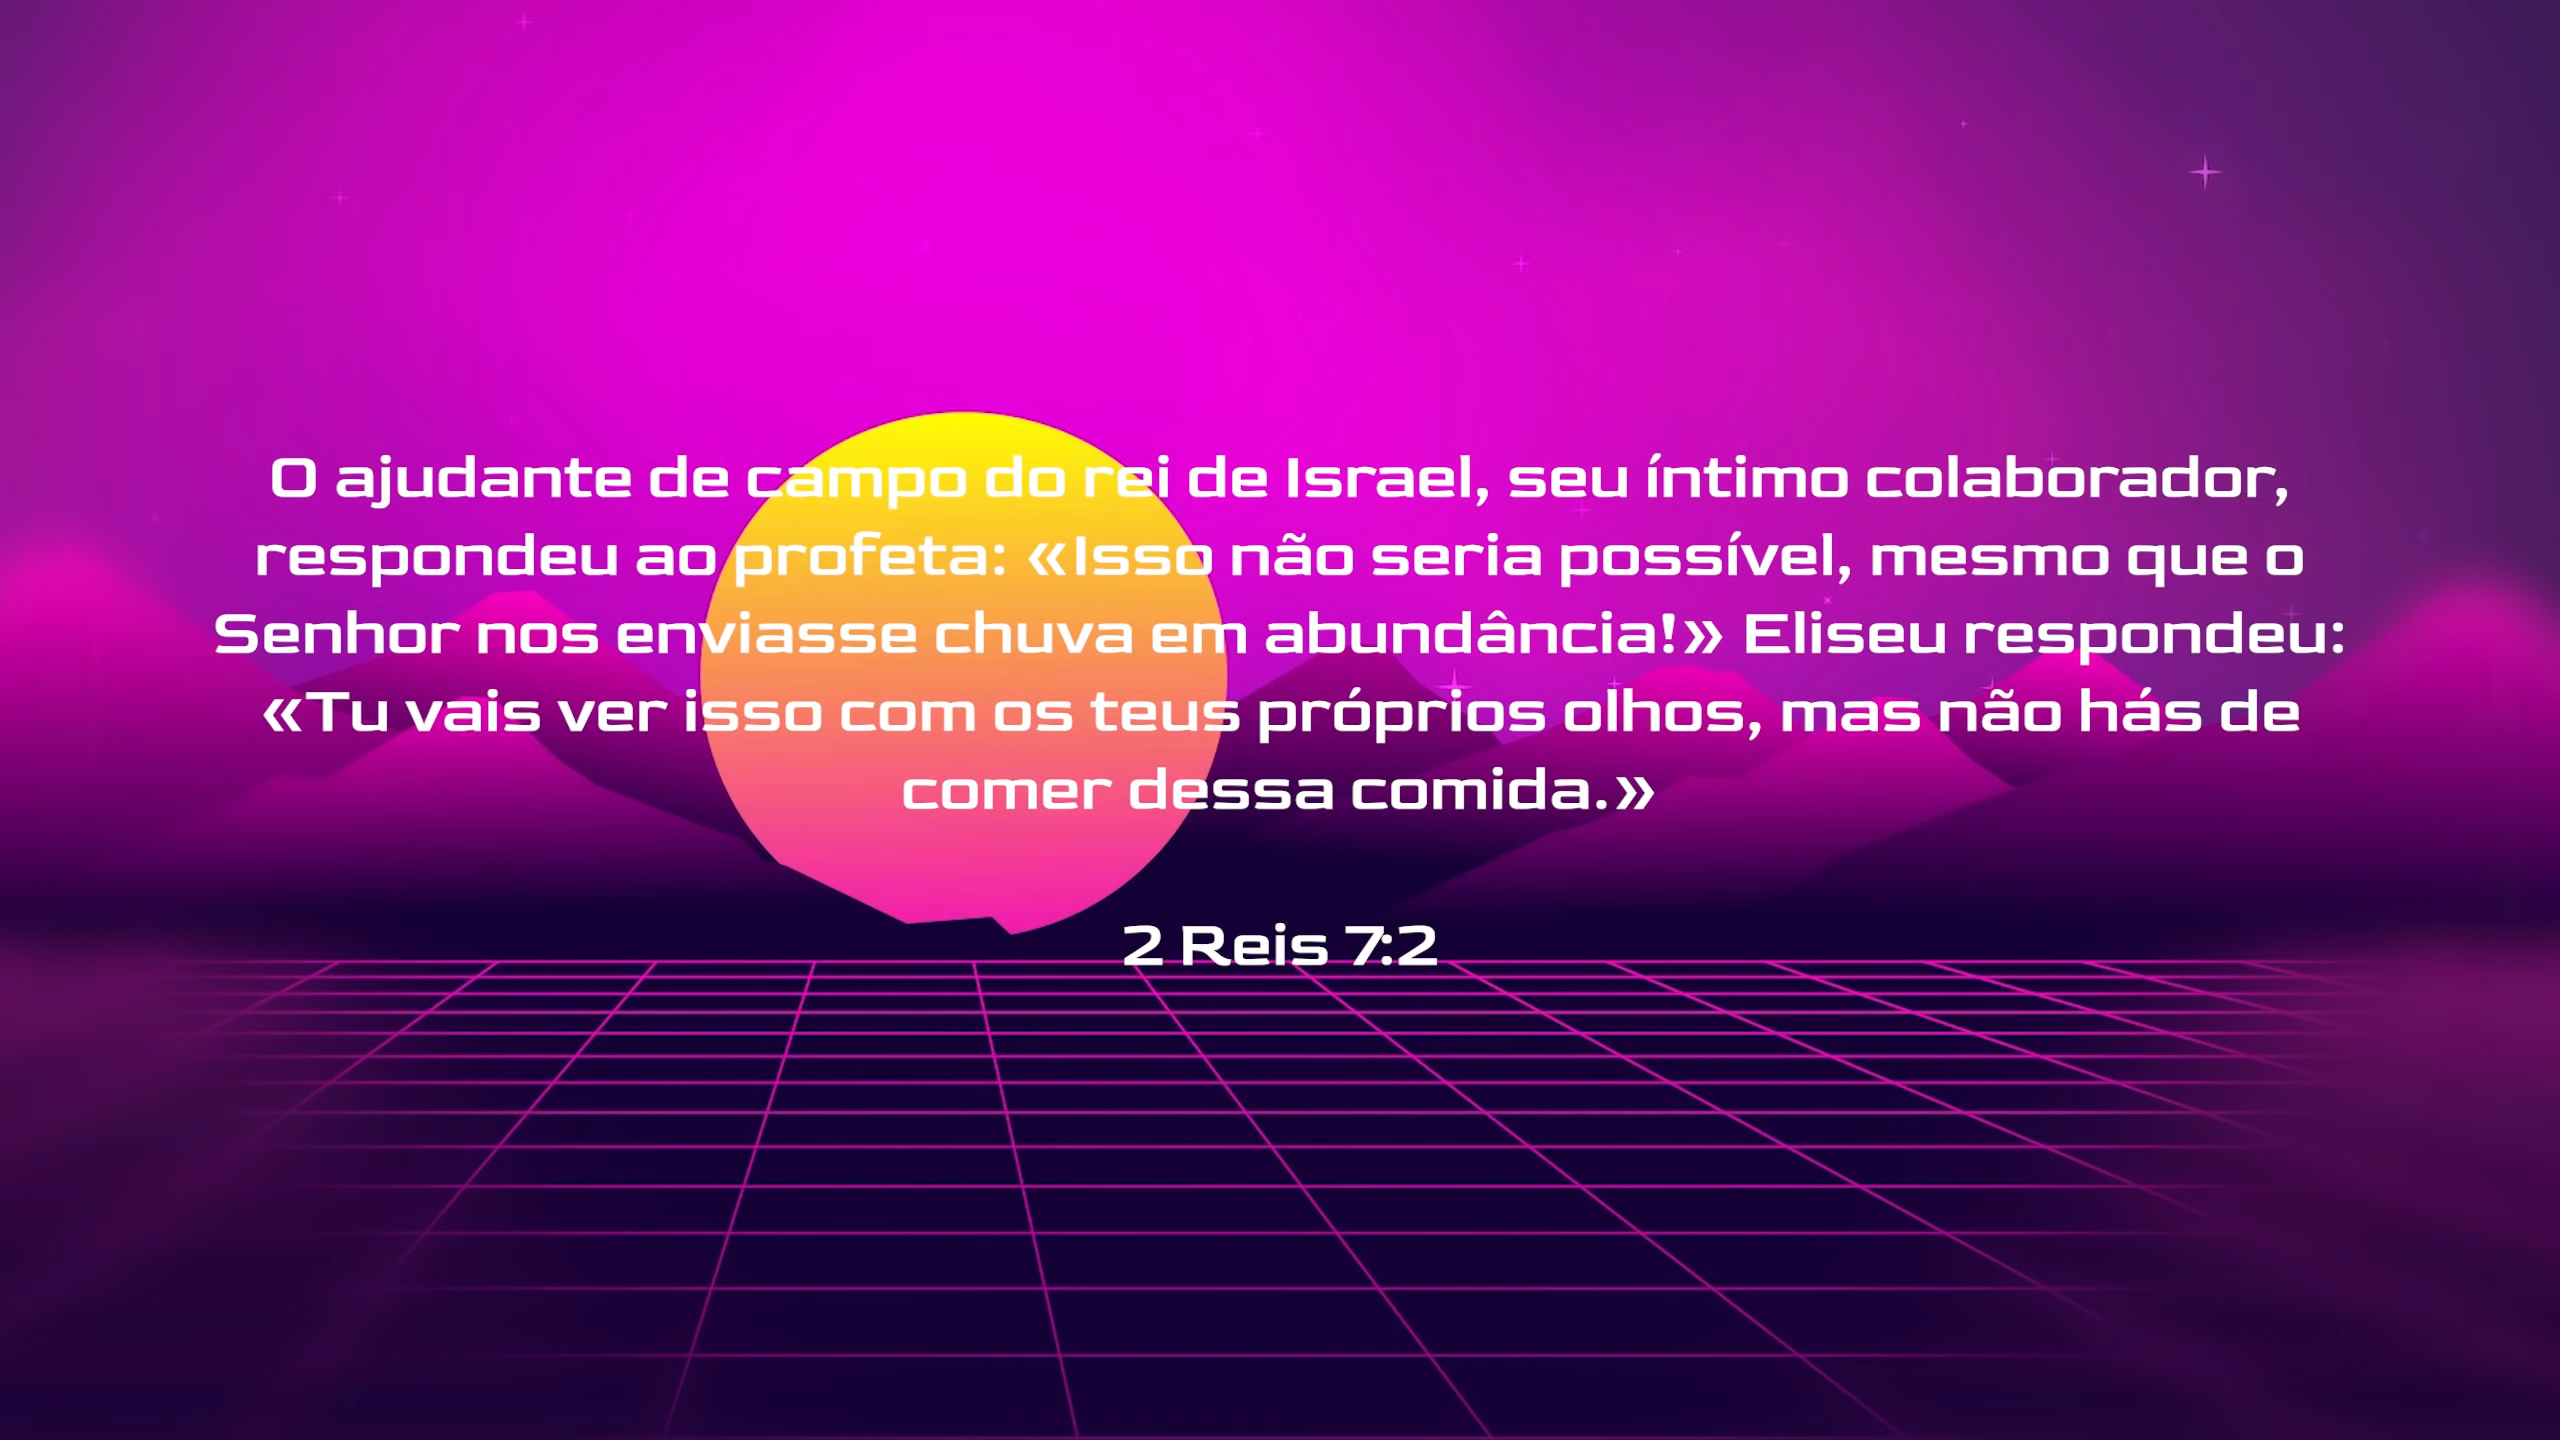 O ajudante de campo do rei de Israel, seu íntimo colaborador,
respondeu ao profeta: «Isso não seria possível, mesmo que o
Senhor nos enviasse chuva em abundância!» Eliseu respondeu:
«Tu vais ver isso com os teus próprios olhos, mas não hás de
comer dessa comida.»
2 Reis 7:2